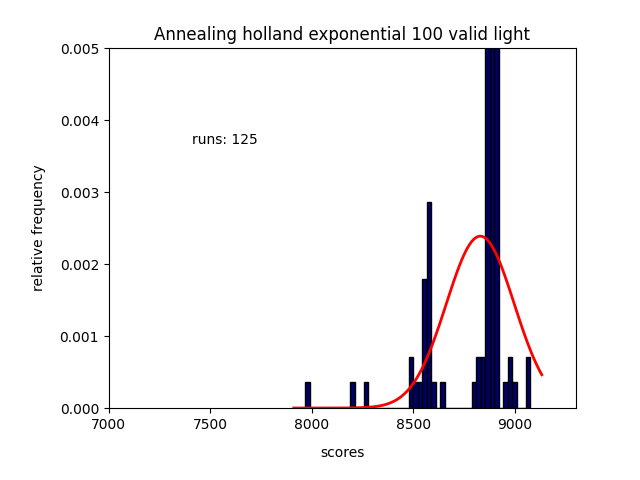 Annealing holland exponential 100 valid light
0.005
0.004
0.003
0.002
0.001
0.000
relative frequency
runs: 125
7000 7500 8000 8500 9000
scores